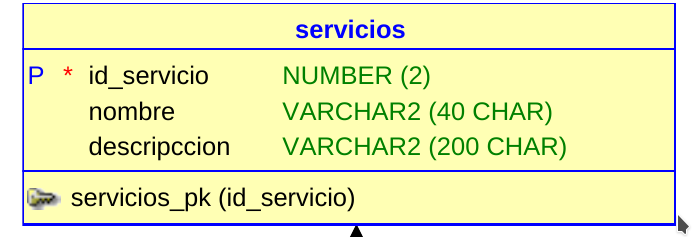 servicios
P * id_servicio NUMBER (2)
nombre VARCHAR2 (40 CHAR)
descripccion VARCHAR2 (200 CHAR)
servicios_pk (id_servicio)